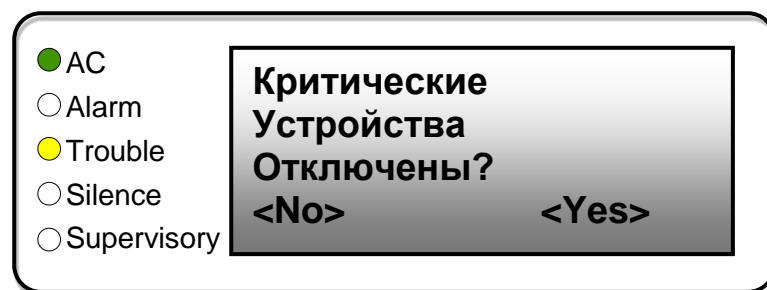 AC
Alarm
Trouble
Silence
Supervisory
Критические
Устройства
Отключены?
<No> <Yes>